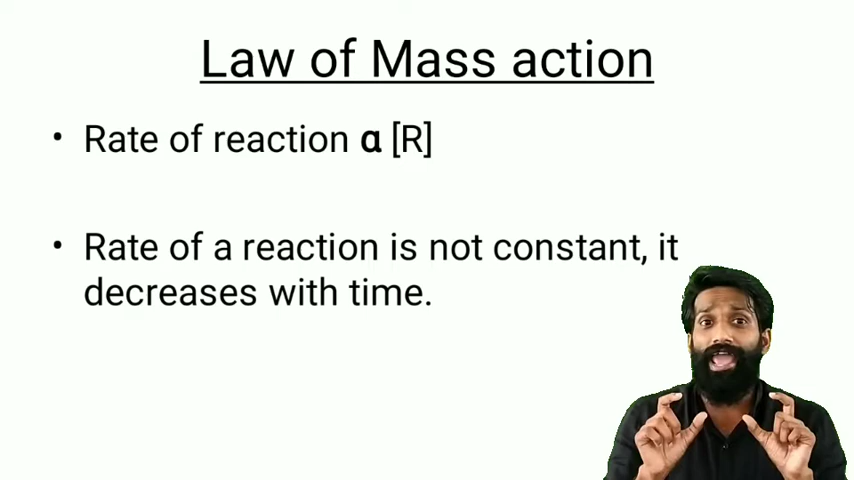 Law of Mass action
• Rate of reaction α [R]
• Rate of a reaction is not constant, it
decreases with time.